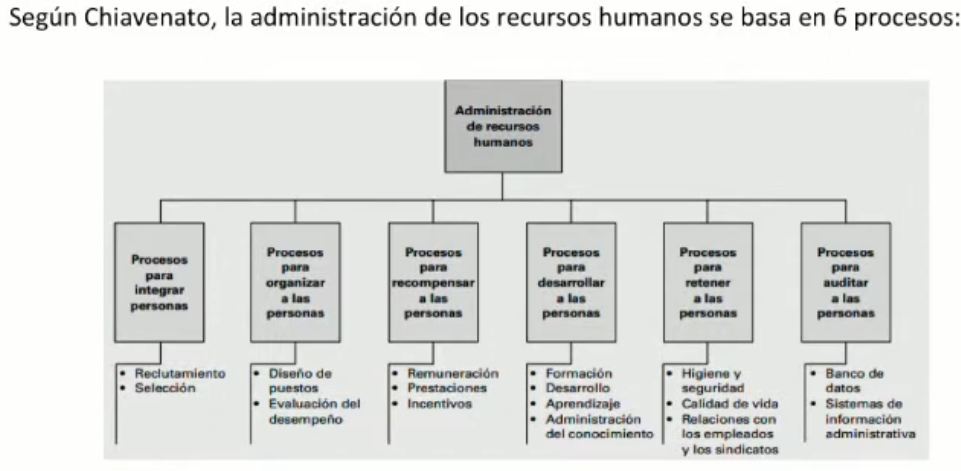 Según Chiavenato, la administración de los recursos humanos se basa en 6 procesos:
Administración
de recursos
humanos
Procesos
para
integrar
personas
Procesos
para
organizar
a las
personas
Procesos
para
recompensar
a las
personas
Procesos
para
desarrollar
a las
personas
Procesos
para
retener
a las
personas
Procesos
para
auditar
a las
personas
• Reclutamiento
• Selección
• Diseño de
puestos
• Evaluación del
desempeño
• Remuneración
• Prestaciones
• Incentivos
• Formación
• Desarrollo
• Aprendizaje
• Administración
del conocimiento
• Higiene y
seguridad
• Calidad de vida
• Relaciones con
los empleados
y los sindicatos
• Banco de
datos
• Sistemas de
información
administrativa